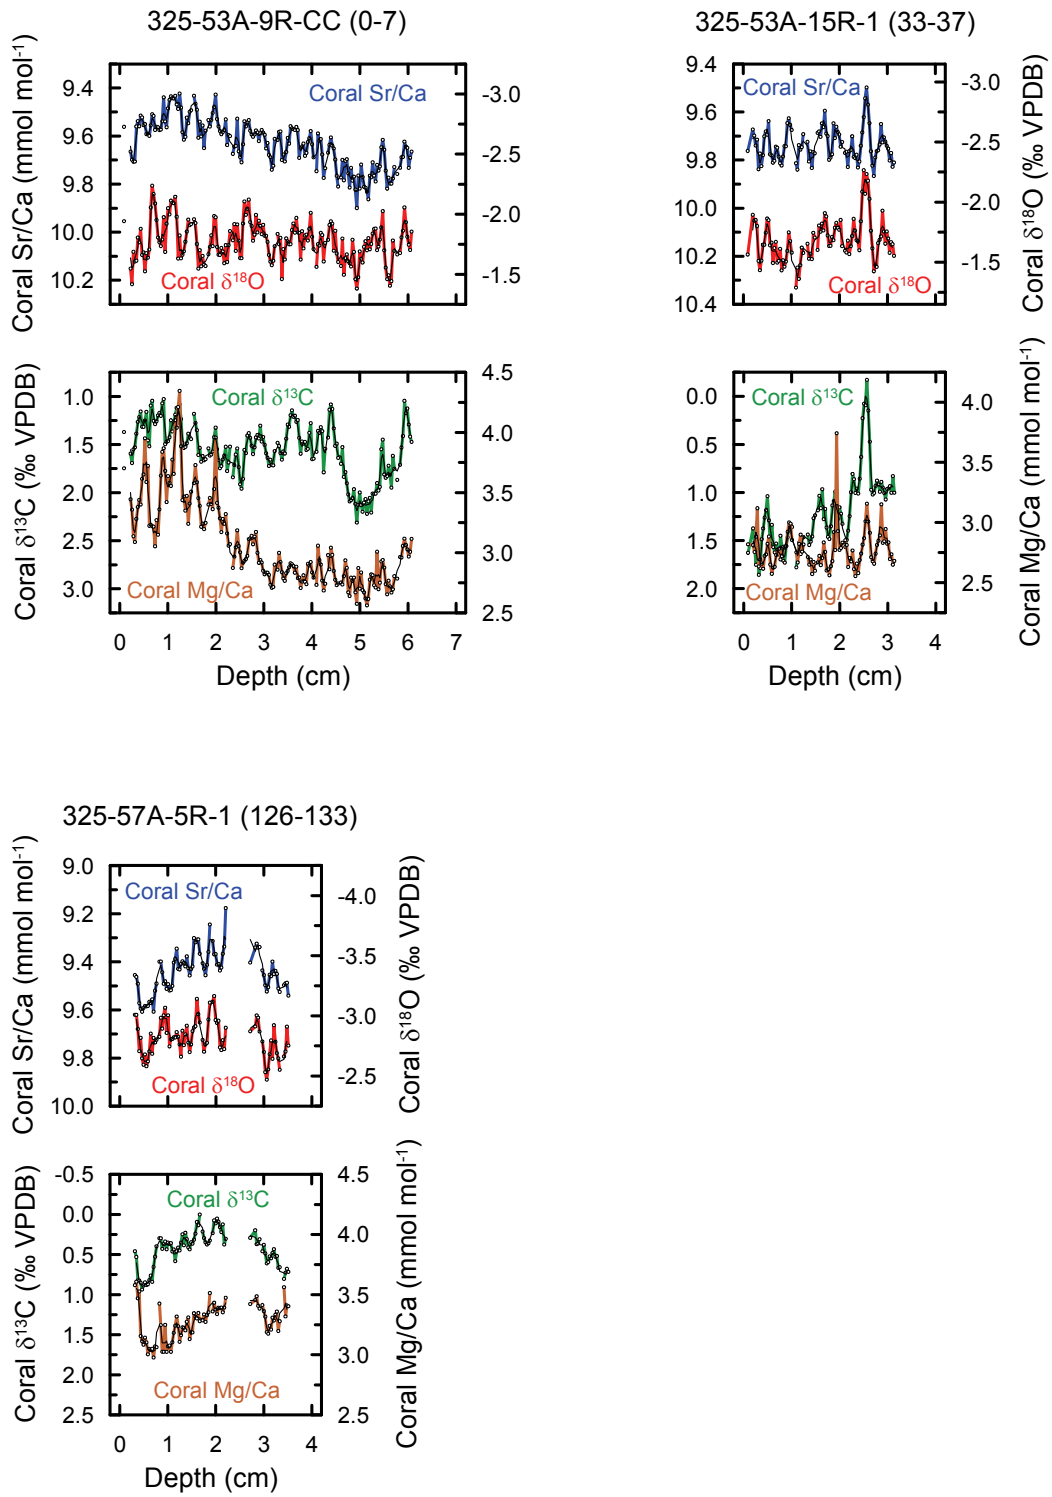 325-53A-9R-CC (0-7)
Coral Sr/Ca (mmol mol⁻¹)
9.4
9.6
9.8
10.0
10.2
Coral Sr/Ca
Coral δ¹⁸O
-3.0
-2.5
-2.0
-1.5
Coral δ¹³C (‰ VPDB)
1.0
1.5
2.0
2.5
3.0
Coral δ¹³C
Coral Mg/Ca
4.5
4.0
3.5
3.0
2.5
0 1 2 3 4 5 6 7
Depth (cm)
325-53A-15R-1 (33-37)
9.4
9.6
9.8
10.0
10.2
10.4
Coral Sr/Ca
Coral δ¹⁸O
-3.0
-2.5
-2.0
-1.5
Coral δ¹⁸O (‰ VPDB)
0.0
0.5
1.0
1.5
2.0
Coral δ¹³C
Coral Mg/Ca
4.0
3.5
3.0
2.5
Coral Mg/Ca (mmol mol⁻¹)
0 1 2 3 4
Depth (cm)
325-57A-5R-1 (126-133)
Coral Sr/Ca (mmol mol⁻¹)
9.0
9.2
9.4
9.6
9.8
10.0
Coral Sr/Ca
Coral δ¹⁸O
-4.0
-3.5
-3.0
-2.5
Coral δ¹⁸O (‰ VPDB)
Coral δ¹³C (‰ VPDB)
-0.5
0.0
0.5
1.0
1.5
2.0
2.5
Coral δ¹³C
Coral Mg/Ca
4.5
4.0
3.5
3.0
2.5
Coral Mg/Ca (mmol mol⁻¹)
0 1 2 3 4
Depth (cm)